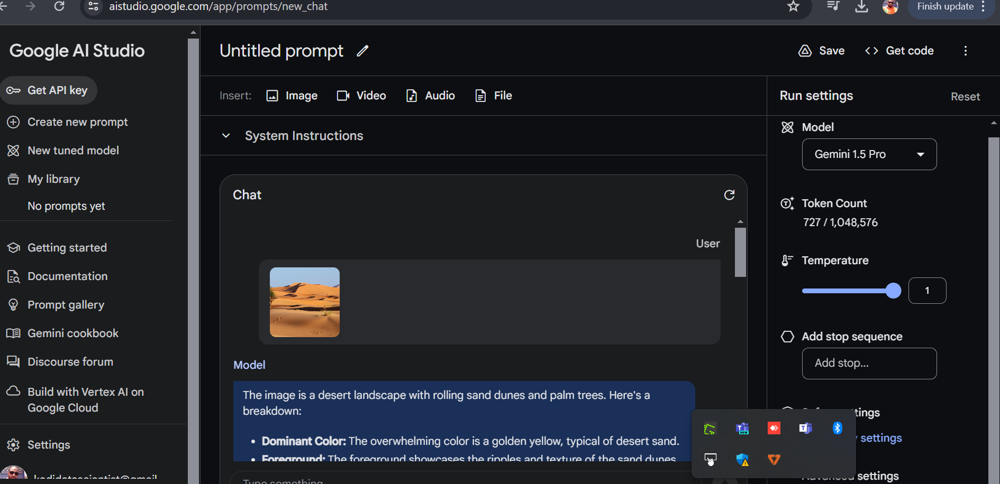 aistudio.google.com/app/prompts/new_chat
Finish update
Google AI Studio
Get API key
Create new prompt
New tuned model
My library
No prompts yet
Getting started
Documentation
Prompt gallery
Gemini cookbook
Discourse forum
Build with Vertex AI on
Google Cloud
Settings
Untitled prompt
Save
Get code
Insert:
Image
Video
Audio
File
System Instructions
Chat
User
Model
The image is a desert landscape with rolling sand dunes and palm trees. Here's a
breakdown:
• Dominant Color: The overwhelming color is a golden yellow, typical of desert sand.
• Foreground: The foreground showcases the ripples and texture of the sand dunes
Type something
Run settings
Reset
Model
Gemini 1.5 Pro
Token Count
727 / 1,048,576
Temperature
1
Add stop sequence
Add stop...
settings
Advanced settings
NEW